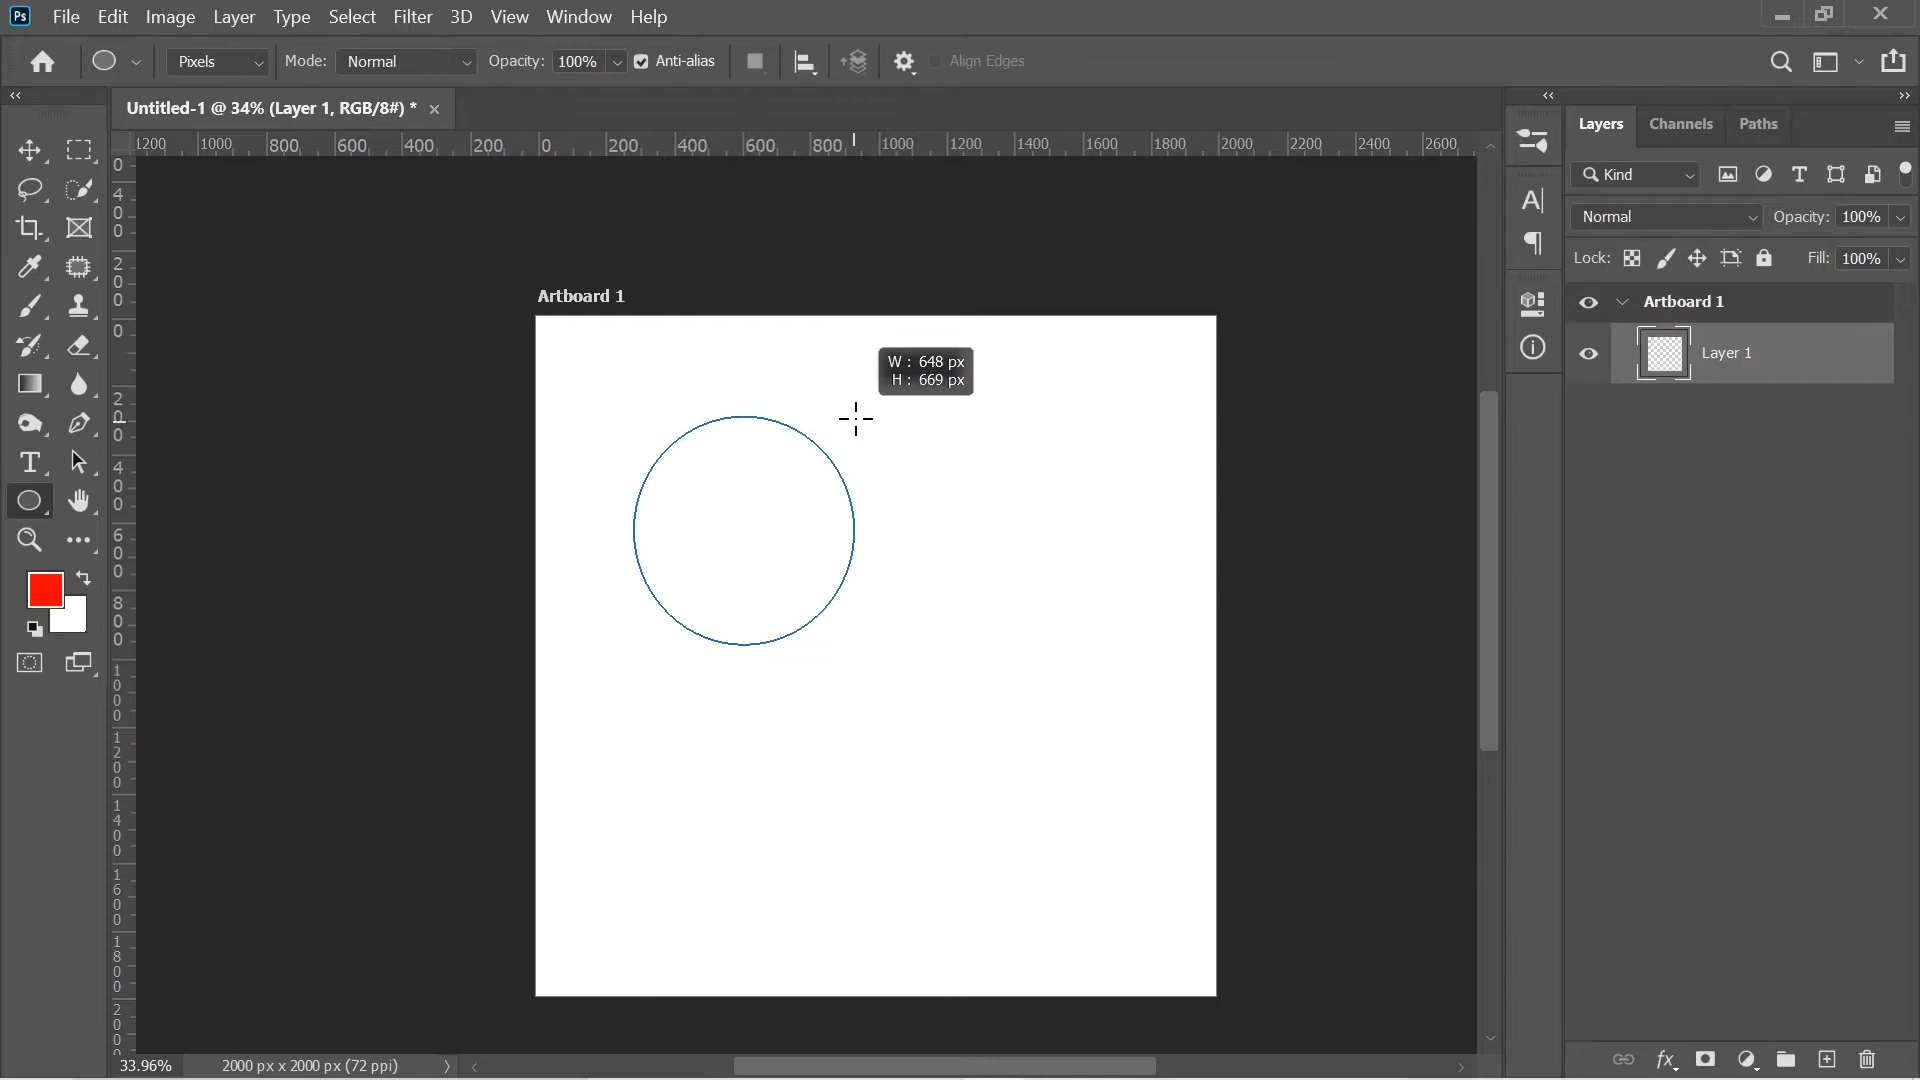 Ps File Edit Image Layer Type Select Filter 3D View Window Help
Pixels Mode: Normal Opacity: 100% Anti-alias Align Edges
Untitled-1 @ 34% (Layer 1, RGB/8#) *
1200 1000 800 600 400 200 0 200 400 600 800 1000 1200 1400 1600 1800 2000 2200 2400 2600
0
400
200
0
200
400
600
800
1000
1200
1400
1600
1800
2000
Artboard 1
W : 648 px
H : 669 px
Layers Channels Paths
Kind
Normal Opacity: 100%
Lock: Fill: 100%
Artboard 1
Layer 1
33.96% 2000 px x 2000 px (72 ppi)
fx